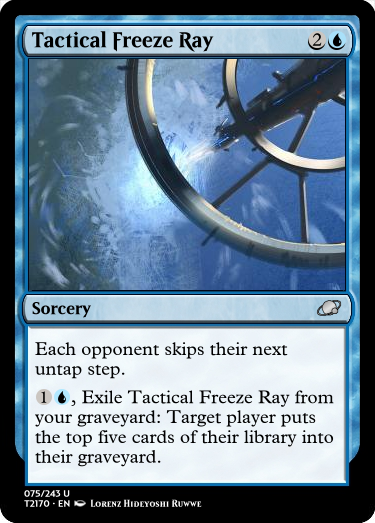 Tactical Freeze Ray 2
Sorcery
Each opponent skips their next
untap step.
1, Exile Tactical Freeze Ray from
your graveyard: Target player puts
the top five cards of their library into
their graveyard.
075/243 U
T2170 • EN Lorenz Hideyoshi Ruwwe